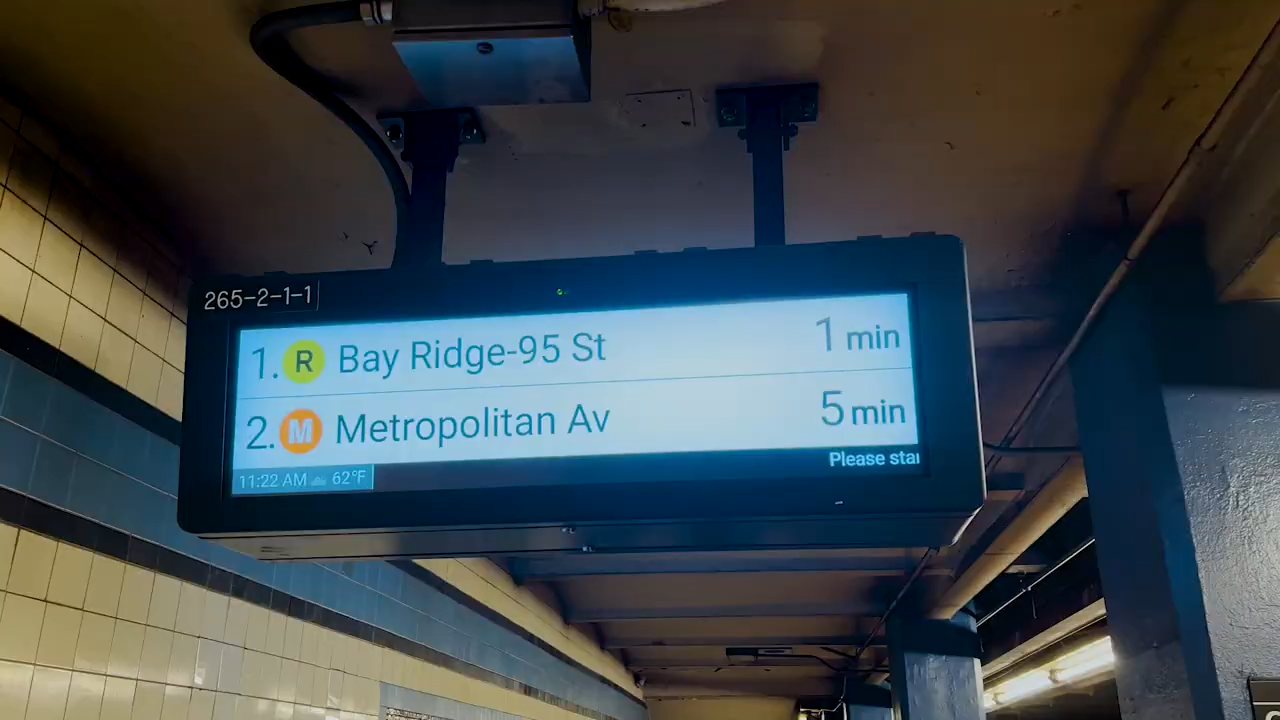 265-2-1-1
1. R Bay Ridge-95 St 1 min
2. M Metropolitan Av 5 min
11:22 AM 62°F Please star